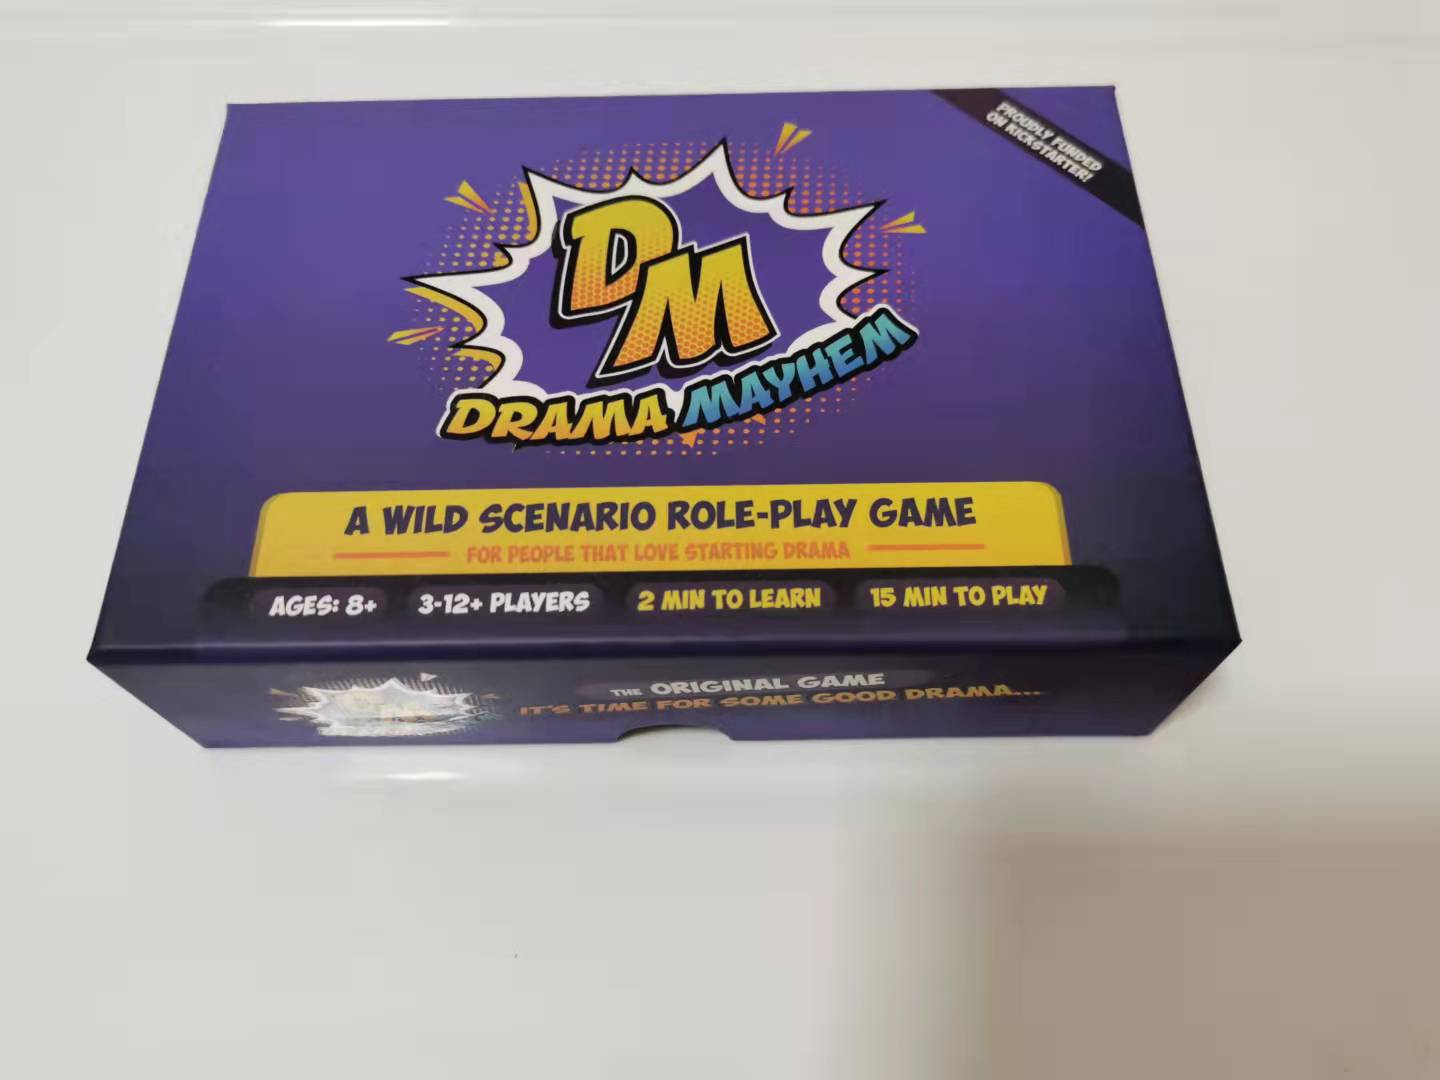 PROUDLY FUNDED
ON KICKSTARTER!
DM
DRAMA MAYHEM
A WILD SCENARIO ROLE-PLAY GAME
FOR PEOPLE THAT LOVE STARTING DRAMA
AGES: 8+ 3-12+ PLAYERS 2 MIN TO LEARN 15 MIN TO PLAY
DM
THE ORIGINAL GAME
IT'S TIME FOR SOME GOOD DRAMA...